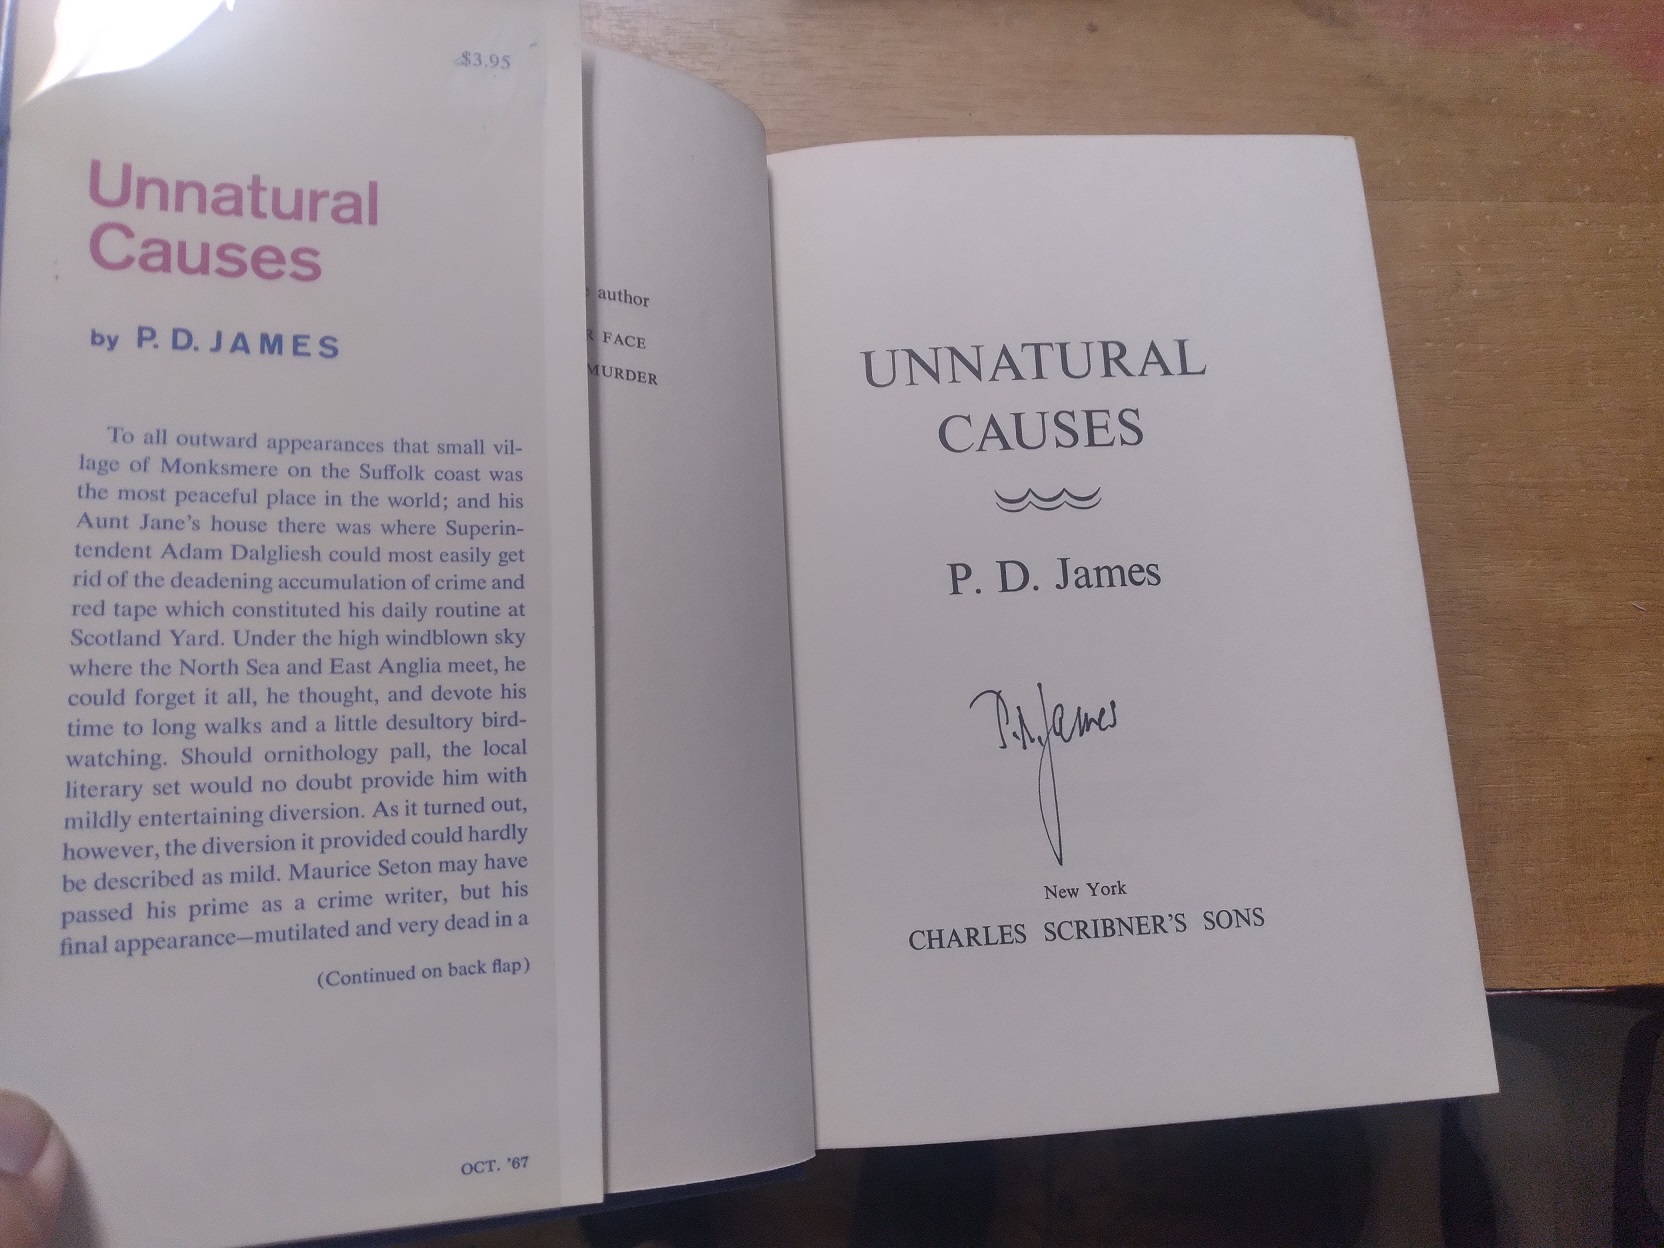 $3.95
Unnatural
Causes
by P. D. JAMES
To all outward appearances that small vil-
lage of Monksmere on the Suffolk coast was
the most peaceful place in the world; and his
Aunt Jane's house there was where Superin-
tendent Adam Dalgliesh could most easily get
rid of the deadening accumulation of crime and
red tape which constituted his daily routine at
Scotland Yard. Under the high windblown sky
where the North Sea and East Anglia meet, he
could forget it all, he thought, and devote his
time to long walks and a little desultory bird-
watching. Should ornithology pall, the local
literary set would no doubt provide him with
mildly entertaining diversion. As it turned out,
however, the diversion it provided could hardly
be described as mild. Maurice Seton may have
passed his prime as a crime writer, but his
final appearance—mutilated and very dead in a
(Continued on back flap)
OCT. '67
author
FACE
MURDER
UNNATURAL
CAUSES
P. D. James
P.D. James
New York
CHARLES SCRIBNER'S SONS